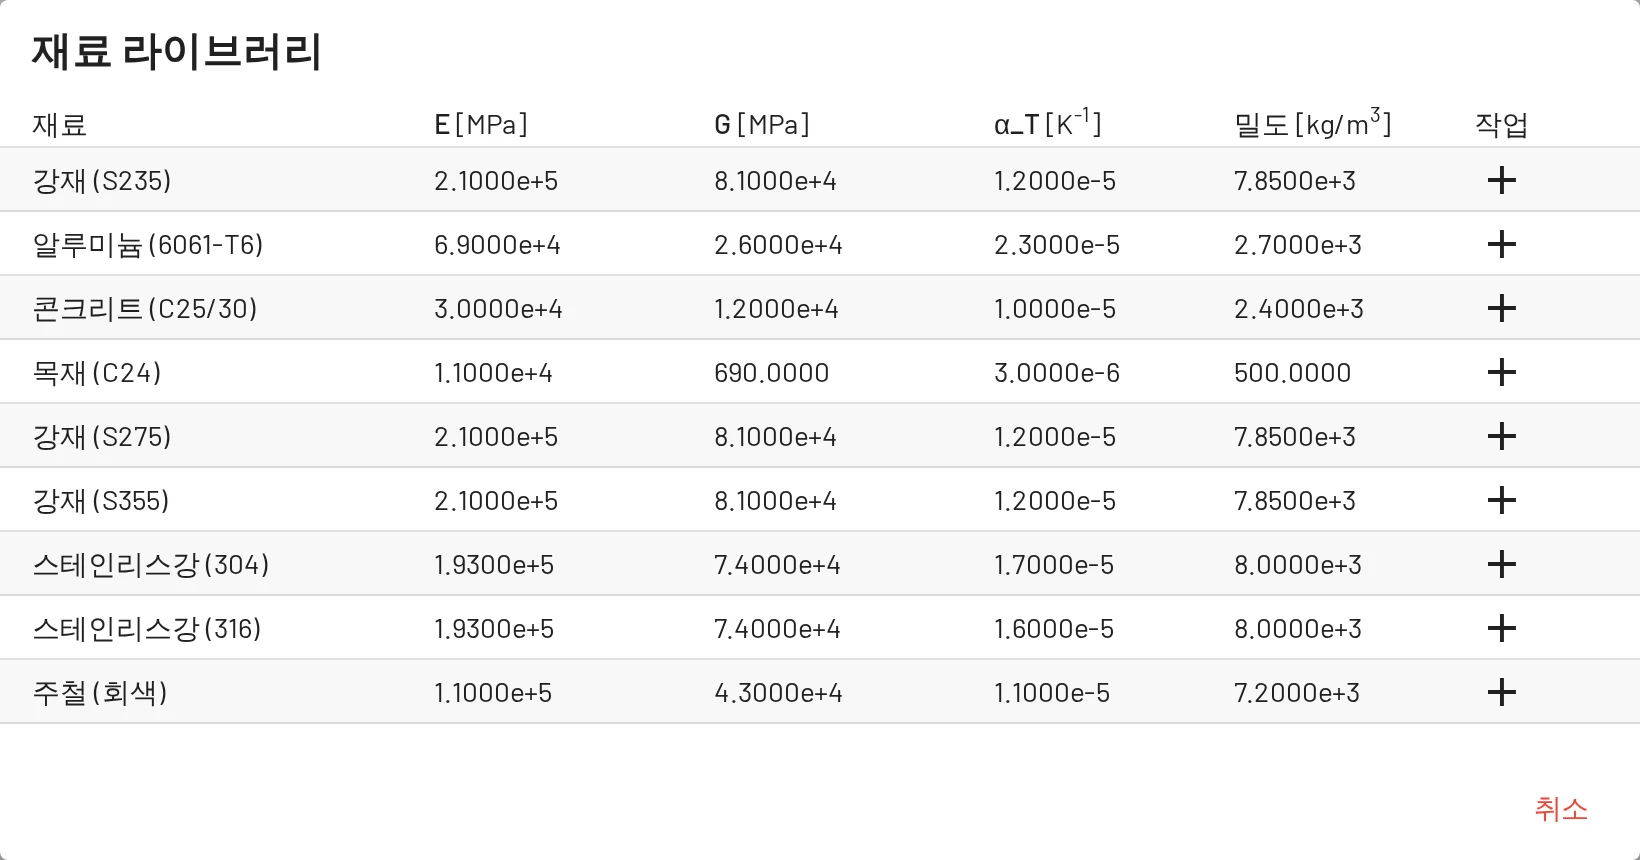 재료 라이브러리
재료 E [MPa] G [MPa] α_T [K⁻¹] 밀도 [kg/m³] 작업
강재 (S235) 2.1000e+5 8.1000e+4 1.2000e-5 7.8500e+3 +
알루미늄 (6061-T6) 6.9000e+4 2.6000e+4 2.3000e-5 2.7000e+3 +
콘크리트 (C25/30) 3.0000e+4 1.2000e+4 1.0000e-5 2.4000e+3 +
목재 (C24) 1.1000e+4 690.0000 3.0000e-6 500.0000 +
강재 (S275) 2.1000e+5 8.1000e+4 1.2000e-5 7.8500e+3 +
강재 (S355) 2.1000e+5 8.1000e+4 1.2000e-5 7.8500e+3 +
스테인리스강 (304) 1.9300e+5 7.4000e+4 1.7000e-5 8.0000e+3 +
스테인리스강 (316) 1.9300e+5 7.4000e+4 1.6000e-5 8.0000e+3 +
주철 (회색) 1.1000e+5 4.3000e+4 1.1000e-5 7.2000e+3 +
취소